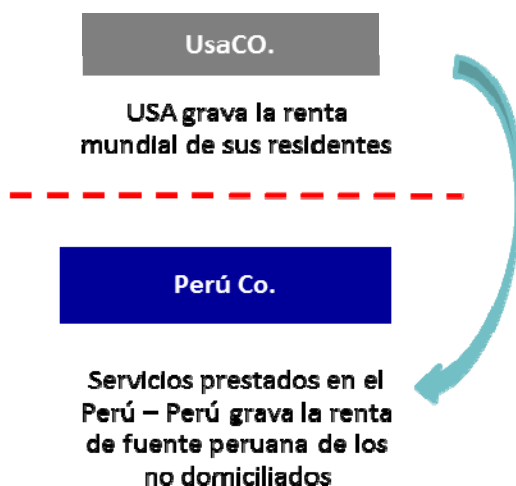 UsaCO.
USA grava la renta
mundial de sus residentes
Perú Co.
Servicios prestados en el
Perú – Perú grava la renta
de fuente peruana de los
no domiciliados